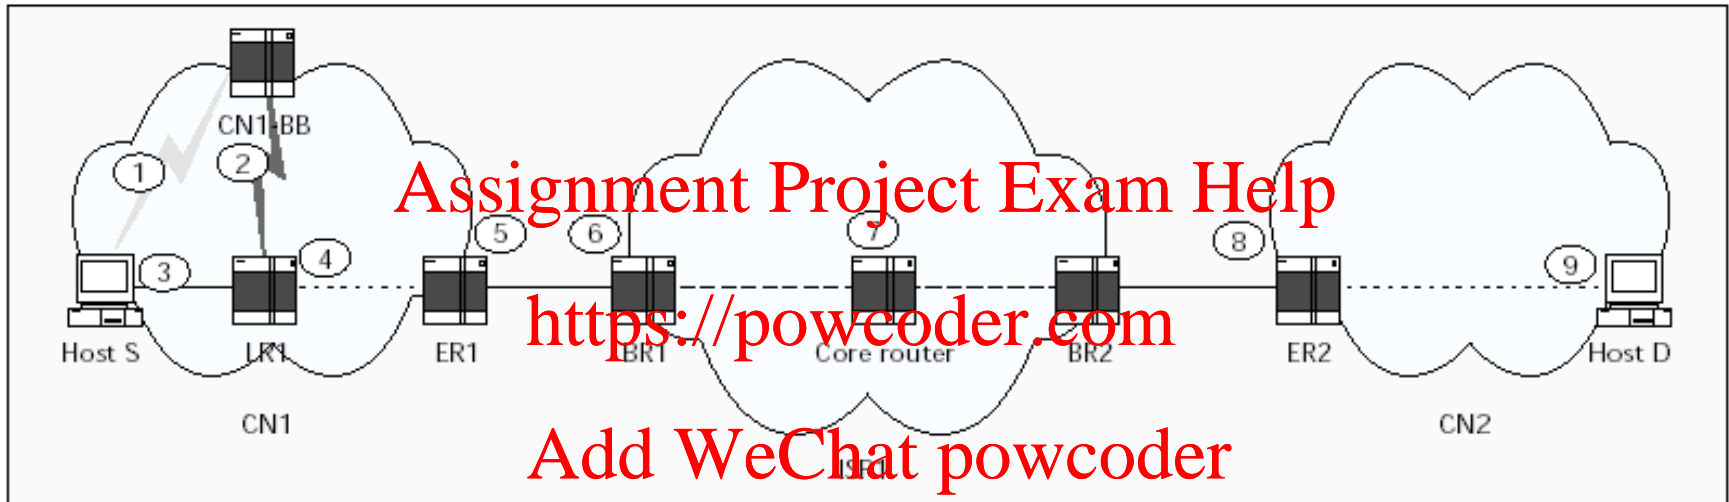 CN1-BB
1
2
Assignment Project Exam Help
3
4
5
6
7
8
9
https://powcoder.com
Host S
LR1
ER1
BR1
Core router
BR2
ER2
Host D
CN1
CN2
Add WeChat powcoder
ISP1